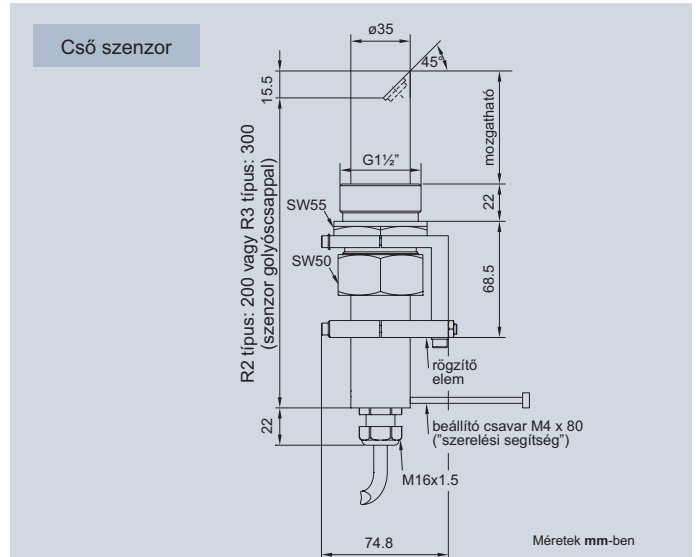 Cső szenzor
ø35
45°
15.5
mozgatható
G1½”
22
SW55
SW50
68.5
R2 típus: 200 vagy R3 típus: 300
(szenzor golyóscsappal)
rögzítő
elem
22
beállító csavar M4 x 80
(”szerelési segítség”)
M16x1.5
74.8
Méretek mm-ben